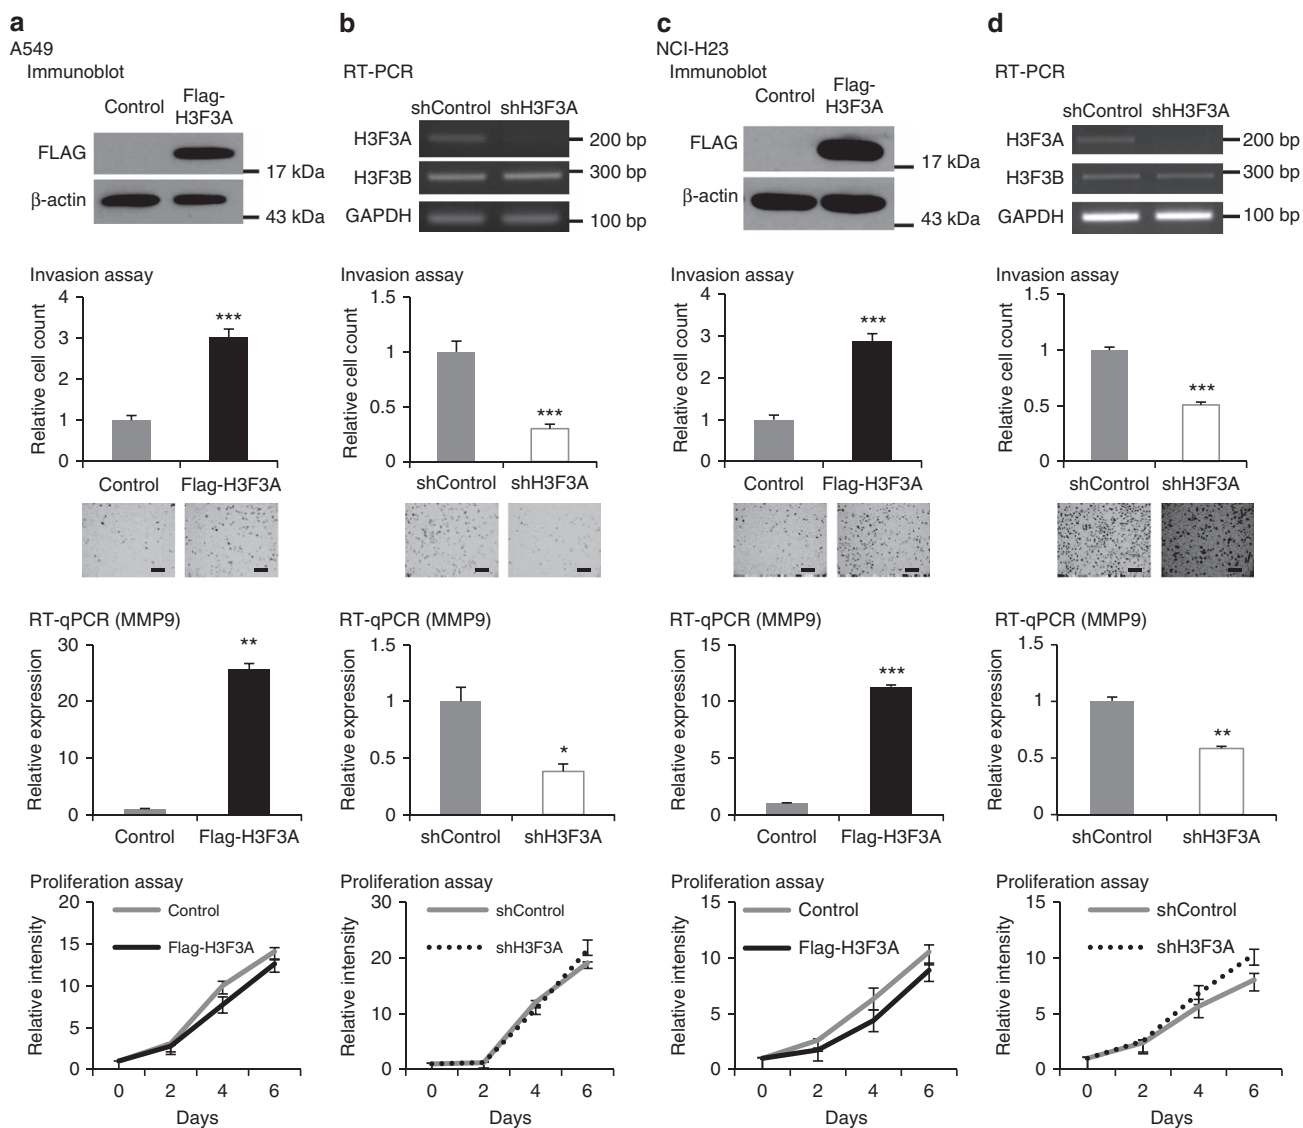 a
A549
Immunoblot
Control
Flag-
H3F3A
FLAG
17 kDa
β-actin
43 kDa
Invasion assay
Relative cell count
4
3
2
1
0
***
Control Flag-H3F3A
RT-qPCR (MMP9)
Relative expression
30
20
10
0
**
Control Flag-H3F3A
Proliferation assay
Relative intensity
20
15
10
5
0
Control
Flag-H3F3A
0 2 4 6
Days
b
RT-PCR
shControl shH3F3A
H3F3A
200 bp
H3F3B
300 bp
GAPDH
100 bp
Invasion assay
Relative cell count
1.5
1
0.5
0
***
shControl shH3F3A
RT-qPCR (MMP9)
Relative expression
1.5
1
0.5
0
*
shControl shH3F3A
Proliferation assay
Relative intensity
30
20
10
0
shControl
shH3F3A
0 2 4 6
Days
c
NCI-H23
Immunoblot
Control
Flag-
H3F3A
FLAG
17 kDa
β-actin
43 kDa
Invasion assay
Relative cell count
4
3
2
1
0
***
Control Flag-H3F3A
RT-qPCR (MMP9)
Relative expression
15
10
5
0
***
Control Flag-H3F3A
Proliferation assay
Relative intensity
15
10
5
0
Control
Flag-H3F3A
0 2 4 6
Days
d
RT-PCR
shControl shH3F3A
H3F3A
200 bp
H3F3B
300 bp
GAPDH
100 bp
Invasion assay
Relative cell count
1.5
1
0.5
0
***
shControl shH3F3A
RT-qPCR (MMP9)
Relative expression
1.5
1
0.5
0
**
shControl shH3F3A
Proliferation assay
Relative intensity
15
10
5
0
shControl
shH3F3A
0 2 4 6
Days